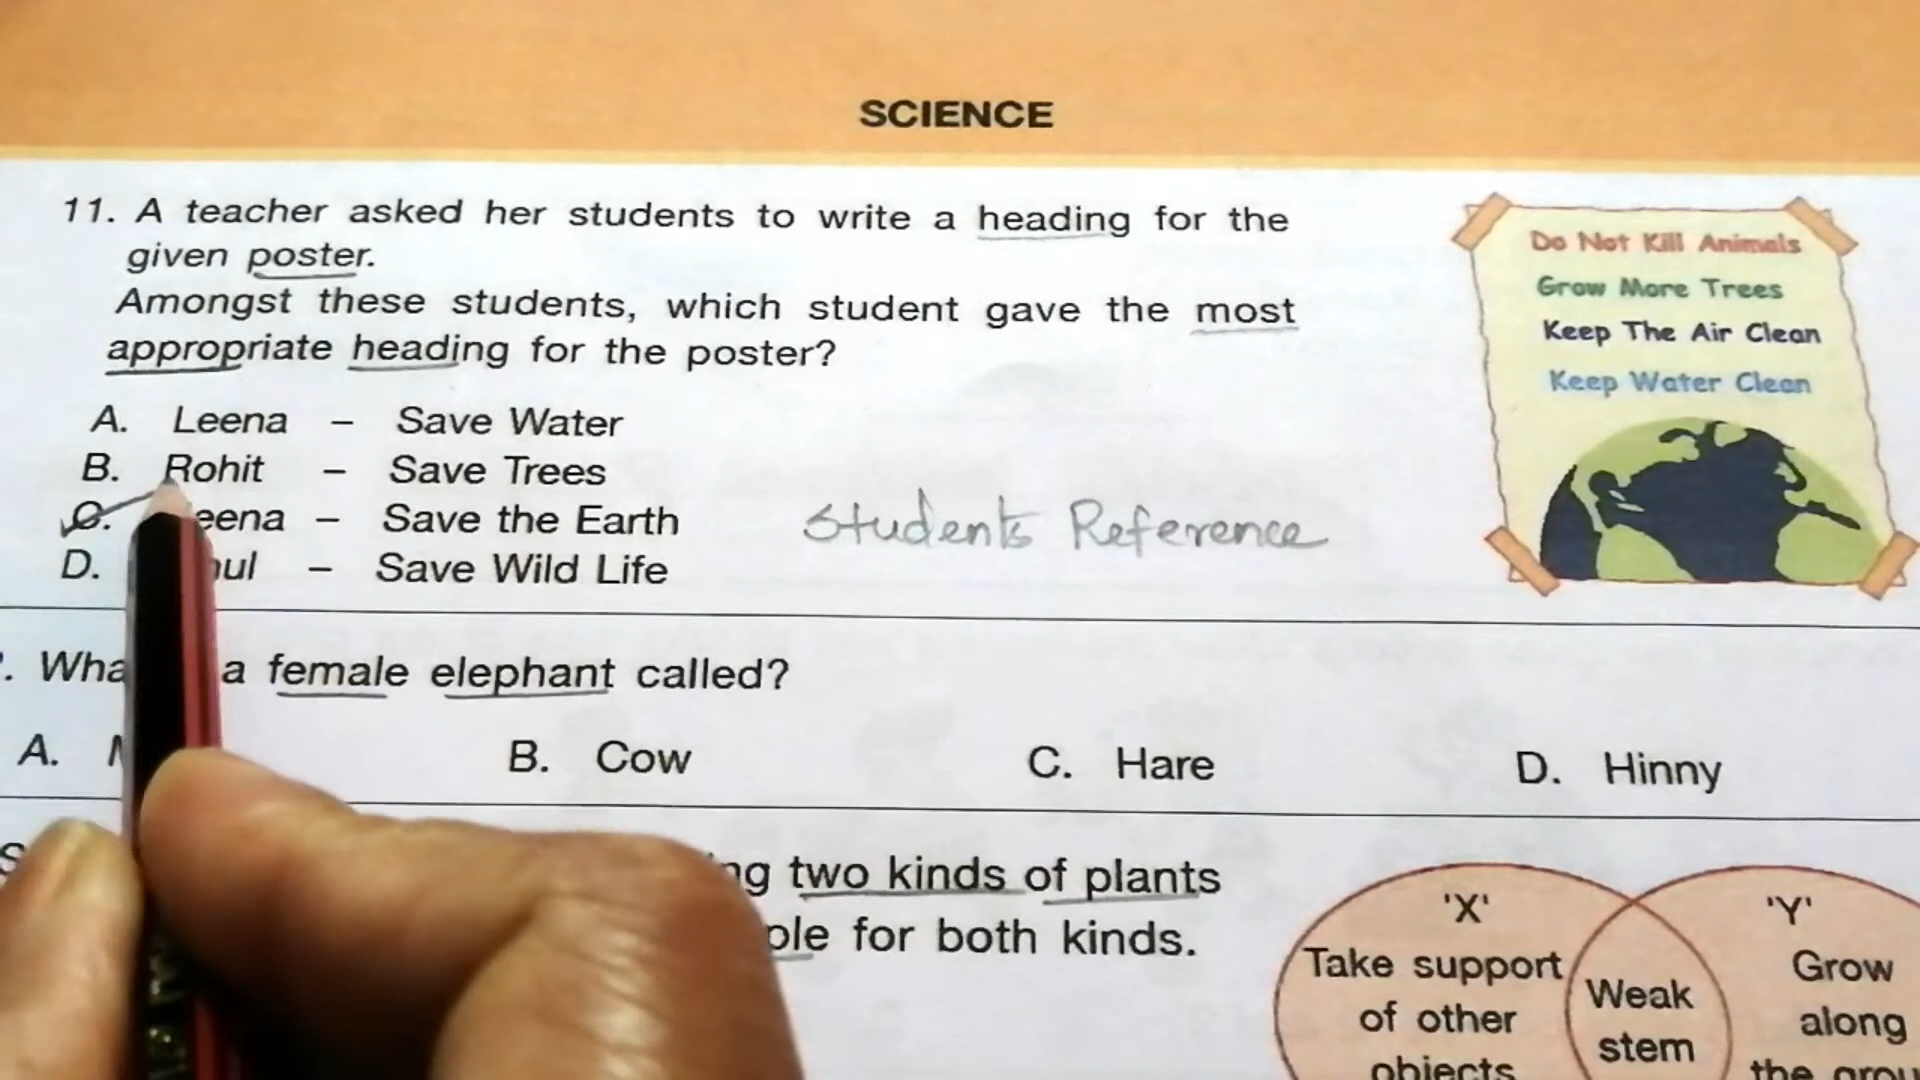 SCIENCE
11. A teacher asked her students to write a heading for the
given poster.
Amongst these students, which student gave the most
appropriate heading for the poster?
A. Leena – Save Water
B. Rohit – Save Trees
C. eena – Save the Earth
D. ul – Save Wild Life
Students Reference
Do Not Kill Animals
Grow More Trees
Keep The Air Clean
Keep Water Clean
a female elephant called?
A.
B. Cow
C. Hare
D. Hinny
two kinds of plants
for both kinds.
'X'
Take support
of other
objects
Weak
stem
'Y'
Grow
along
the